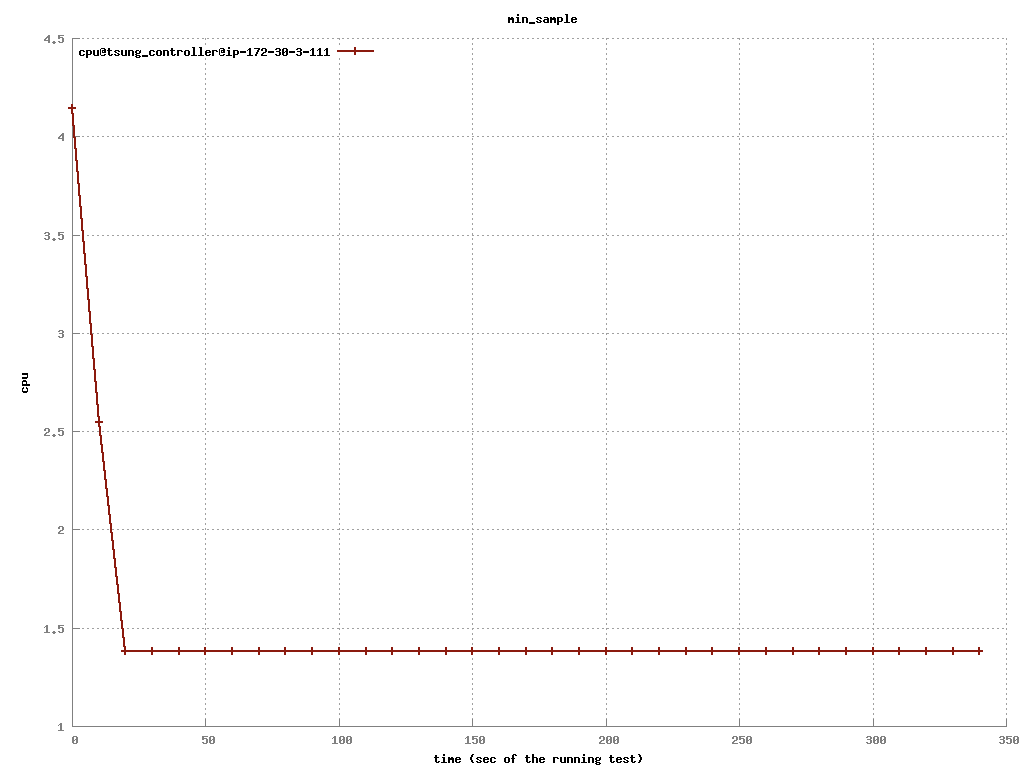 min_sample
cpu@tsung_controller@ip-172-30-3-111
4.5
4
3.5
3
2.5
2
1.5
1
cpu
0 50 100 150 200 250 300 350
time (sec of the running test)